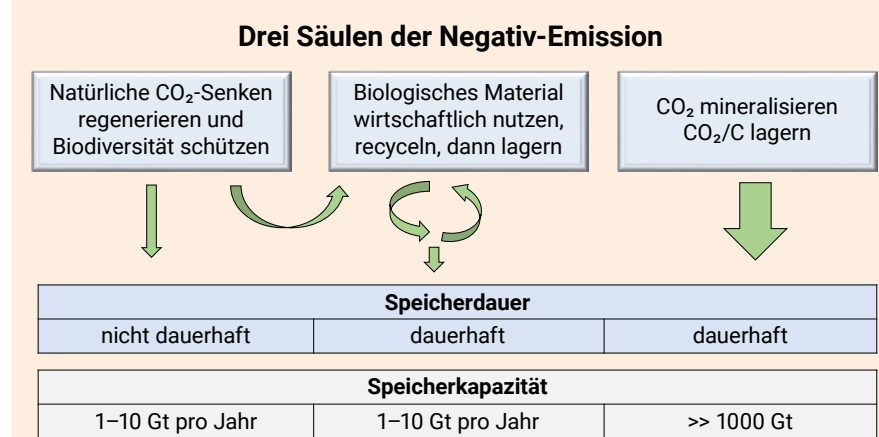 Drei Säulen der Negativ-Emission
Natürliche CO₂-Senken
regenerieren und
Biodiversität schützen
Biologisches Material
wirtschaftlich nutzen,
recyceln, dann lagern
CO₂ mineralisieren
CO₂/C lagern
Speicherdauer
nicht dauerhaft
dauerhaft
dauerhaft
Speicherkapazität
1–10 Gt pro Jahr
1–10 Gt pro Jahr
>> 1000 Gt